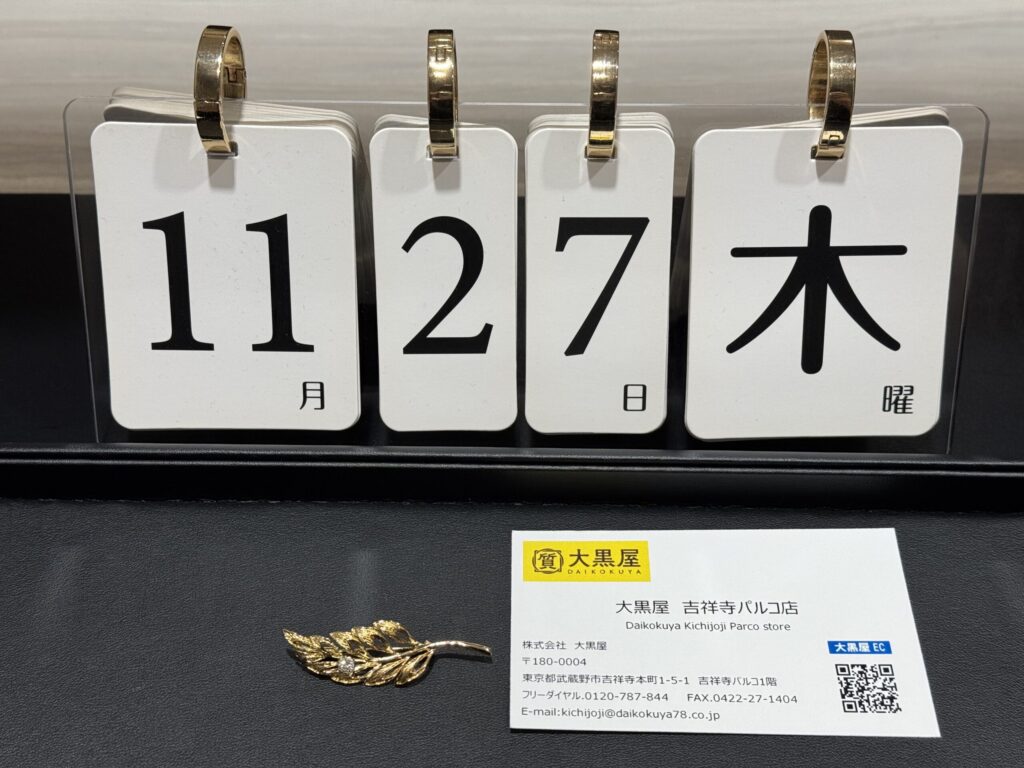 11月
27日
木曜
質 大黒屋
DAIKOKUYA
大黒屋 吉祥寺パルコ店
Daikokuya Kichijoji Parco store
株式会社 大黒屋
〒180-0004
東京都武蔵野市吉祥寺本町1-5-1 吉祥寺パルコ1階
フリーダイヤル.0120-787-844 FAX.0422-27-1404
E-mail:kichijoji@daikokuya78.co.jp
大黒屋 EC